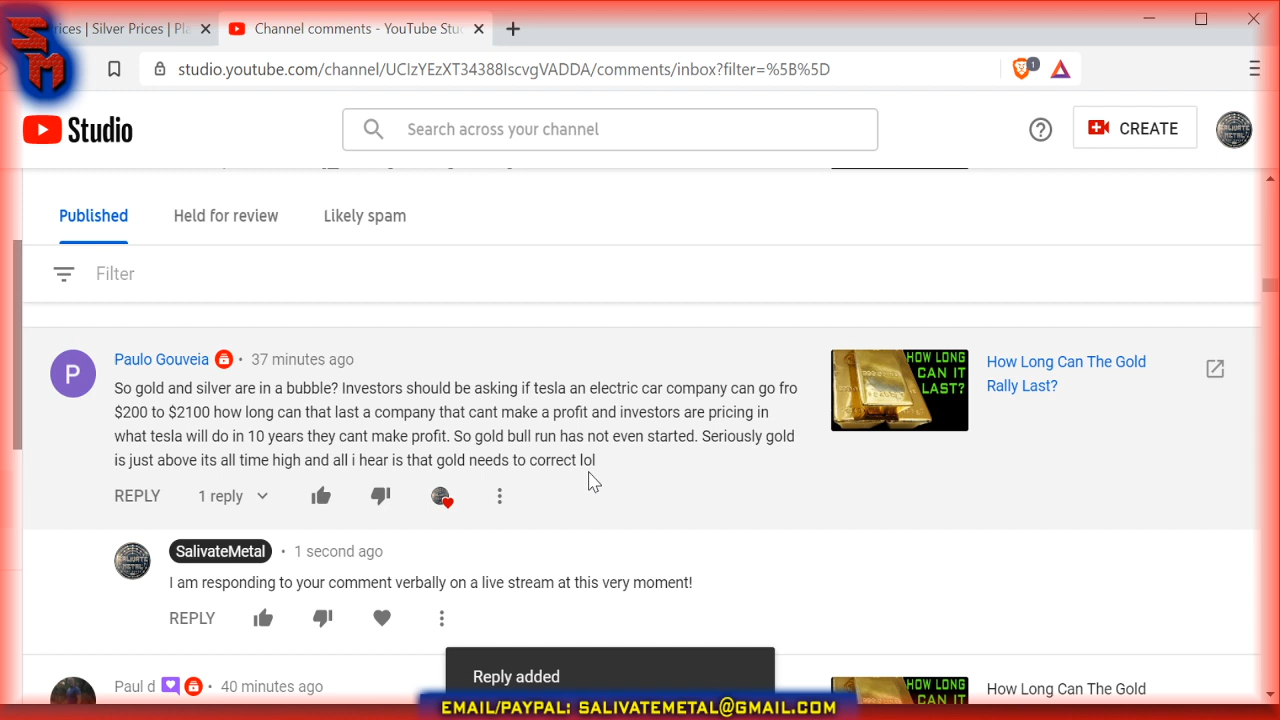 SM
rices | Silver Prices | Pla
Channel comments - YouTube Stu
studio.youtube.com/channel/UCIzYEzXT34388IscvgVADDA/comments/inbox?filter=%5B%5D
1
Studio
Search across your channel
CREATE
SALIVATE METAL
Published
Held for review
Likely spam
Filter
P
Paulo Gouveia • 37 minutes ago
So gold and silver are in a bubble? Investors should be asking if tesla an electric car company can go fro
$200 to $2100 how long can that last a company that cant make a profit and investors are pricing in
what tesla will do in 10 years they cant make profit. So gold bull run has not even started. Seriously gold
is just above its all time high and all i hear is that gold needs to correct lol
HOW LONG
CAN IT
LAST?
How Long Can The Gold
Rally Last?
REPLY 1 reply
SalivateMetal • 1 second ago
I am responding to your comment verbally on a live stream at this very moment!
REPLY
Reply added
Paul d • 40 minutes ago
HOW LONG
How Long Can The Gold
EMAIL/PAYPAL: SALIVATEMETAL@GMAIL.COM